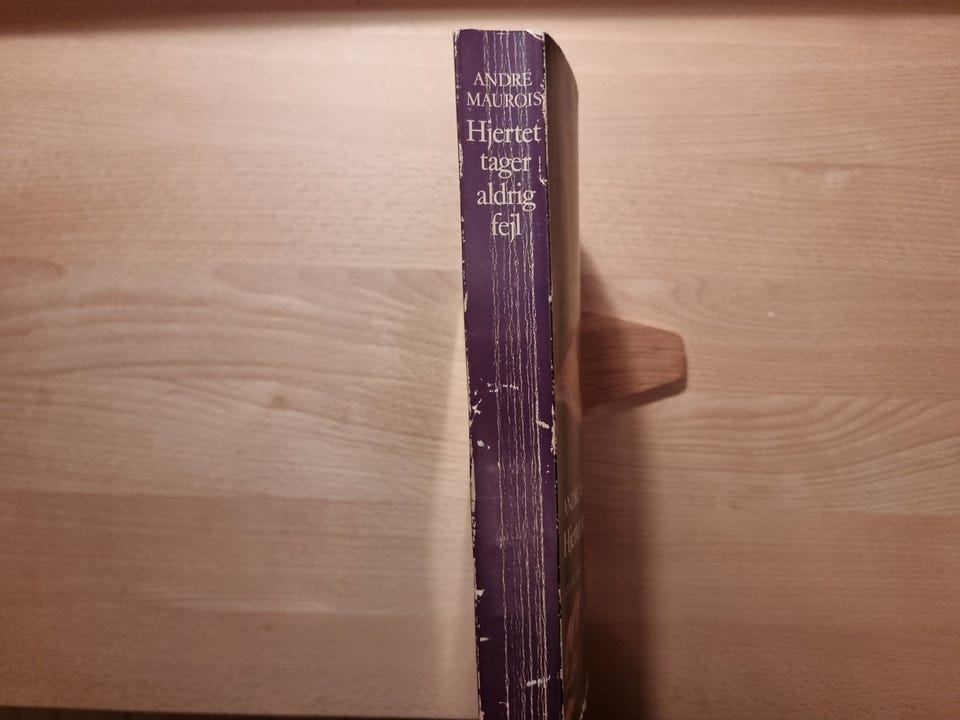 ANDRÉ
MAUROIS
Hjertet
tager
aldrig
fejl